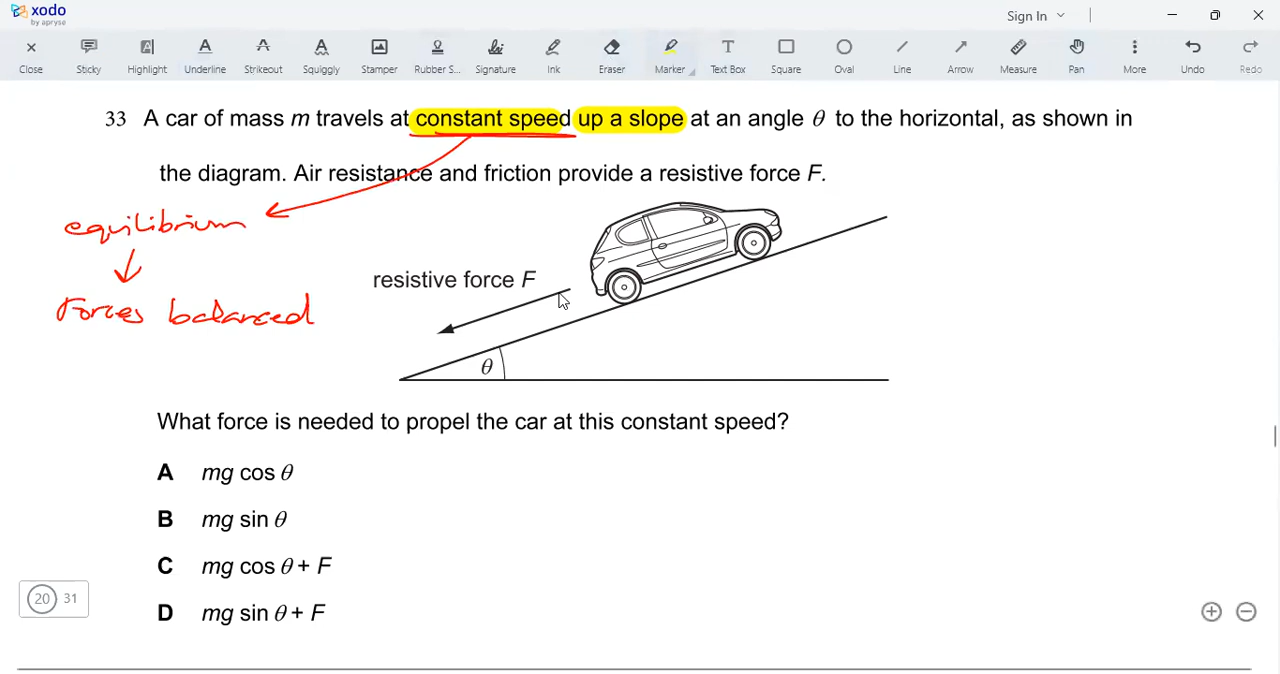 xodo
by apryse
Sign In
Close Sticky Highlight Underline Strikeout Squiggly Stamper Rubber S... Signature Ink Eraser Marker Text Box Square Oval Line Arrow Measure Pan More Undo Redo
33 A car of mass m travels at constant speed up a slope at an angle θ to the horizontal, as shown in
the diagram. Air resistance and friction provide a resistive force F.
equilibrium
Forces balanced
resistive force F
θ
What force is needed to propel the car at this constant speed?
A mg cos θ
B mg sin θ
C mg cos θ + F
D mg sin θ + F
20 31